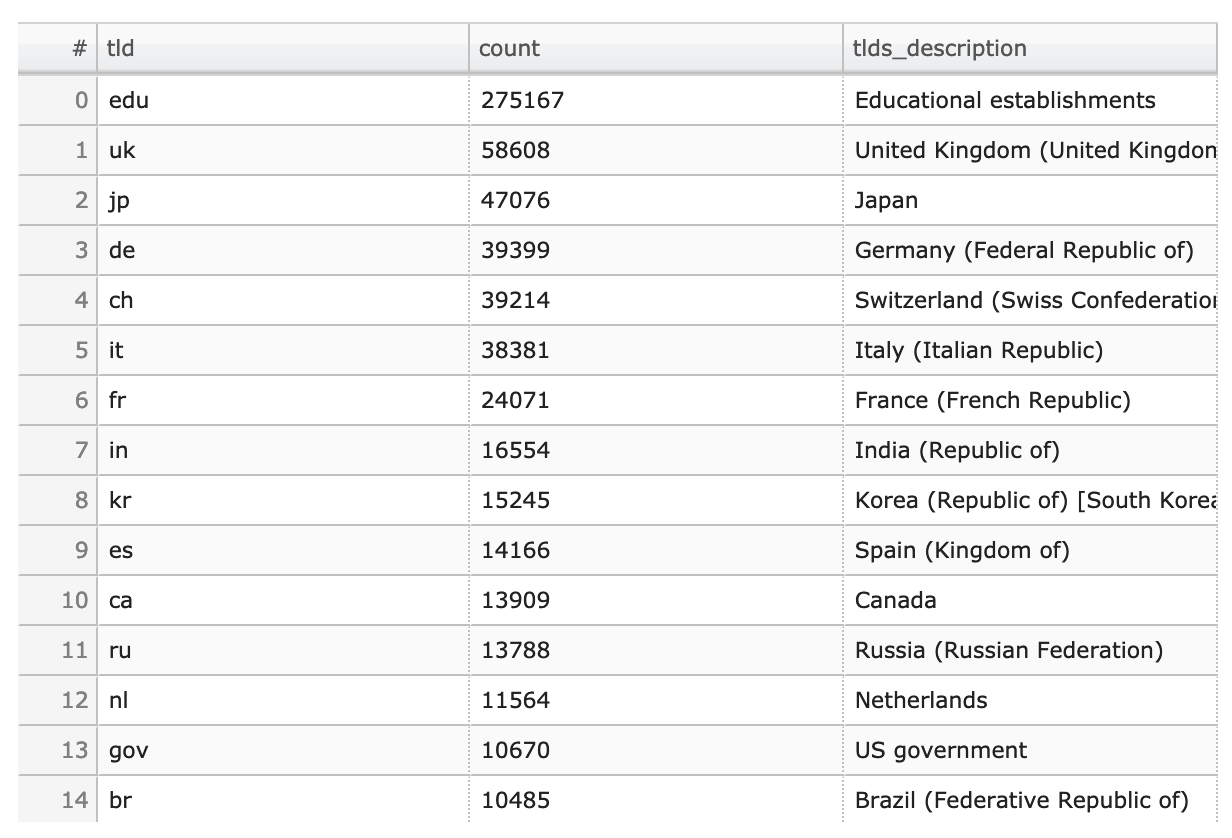 # tld count tlds_description
0 edu 275167 Educational establishments
1 uk 58608 United Kingdom (United Kingdom
2 jp 47076 Japan
3 de 39399 Germany (Federal Republic of)
4 ch 39214 Switzerland (Swiss Confederation
5 it 38381 Italy (Italian Republic)
6 fr 24071 France (French Republic)
7 in 16554 India (Republic of)
8 kr 15245 Korea (Republic of) [South Korea
9 es 14166 Spain (Kingdom of)
10 ca 13909 Canada
11 ru 13788 Russia (Russian Federation)
12 nl 11564 Netherlands
13 gov 10670 US government
14 br 10485 Brazil (Federative Republic of)